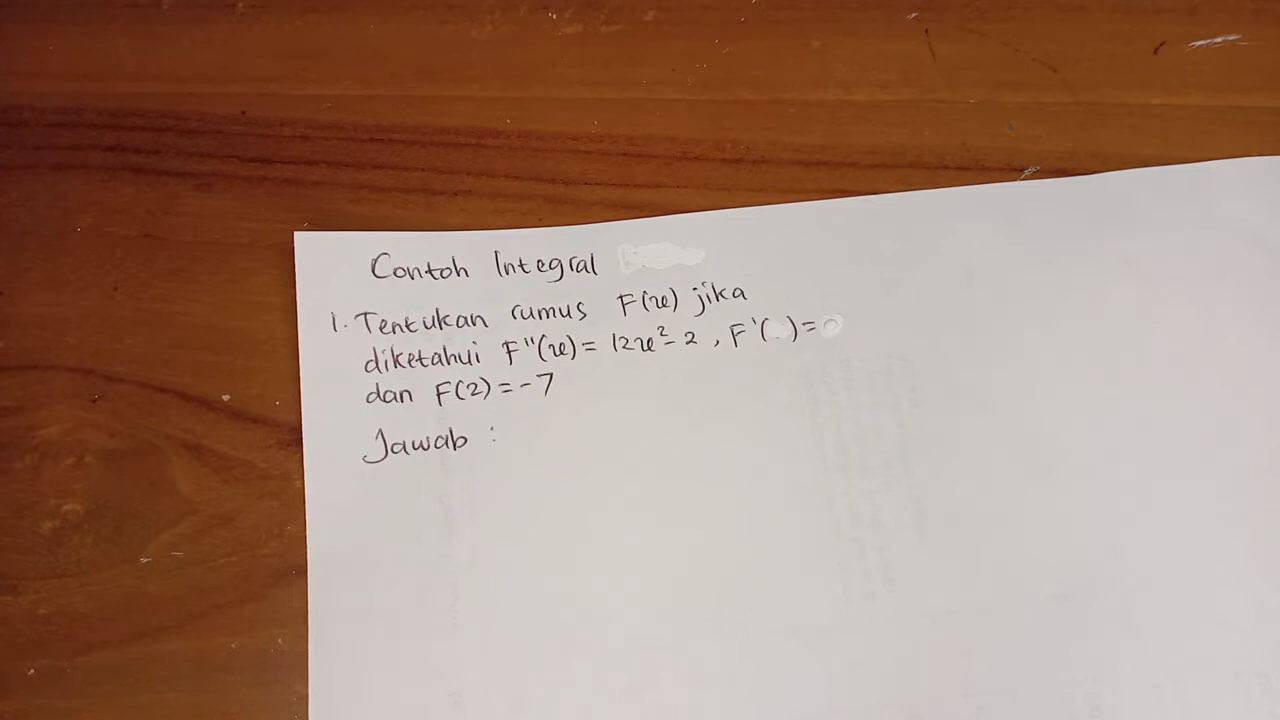 Contoh Integral
1. Tentukan rumus F(x) jika
diketahui F"(x) = 12x² - 2 , F'( ) =
dan F(2) = -7
Jawab :